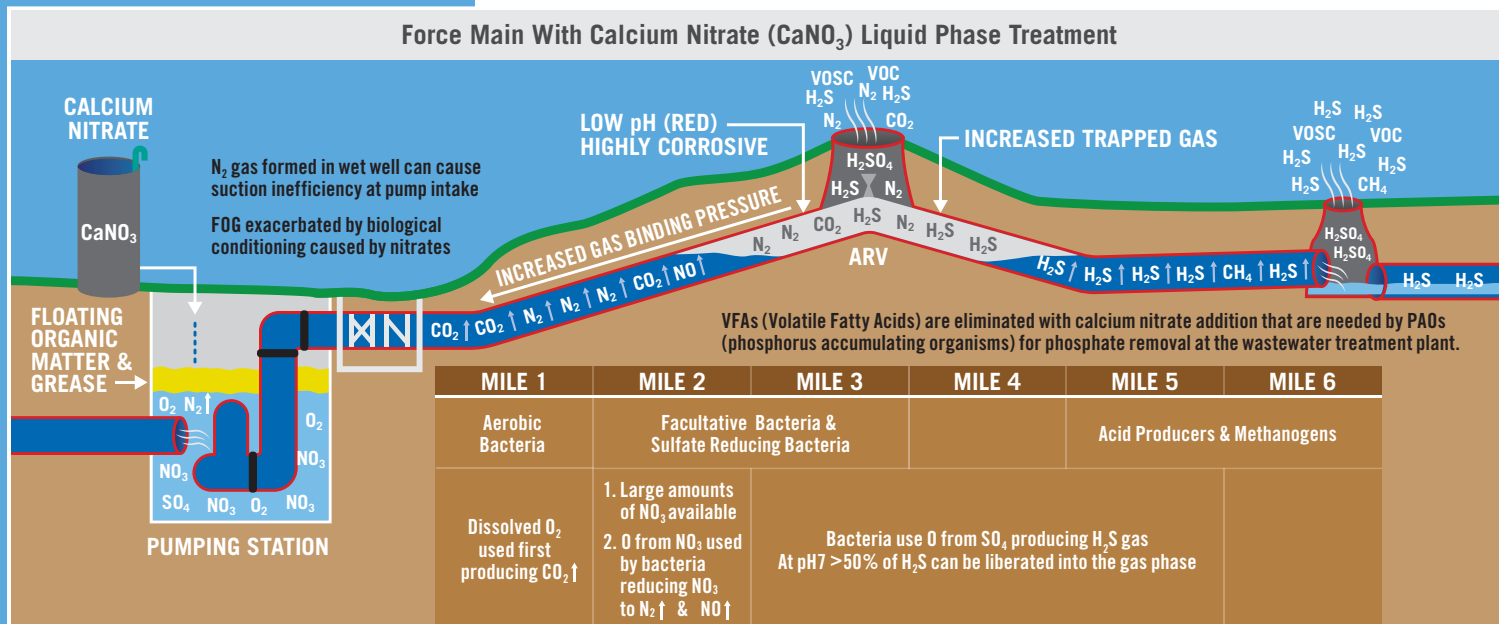 Force Main With Calcium Nitrate (CaNO₃) Liquid Phase Treatment
CALCIUM
NITRATE
CaNO₃
N₂ gas formed in wet well can cause
suction inefficiency at pump intake
FOG exacerbated by biological
conditioning caused by nitrates
FLOATING
ORGANIC
MATTER &
GREASE
O₂ N₂↑
O₂
NO₃
NO₃
SO₄ NO₃ O₂ NO₃
PUMPING STATION
INCREASED GAS BINDING PRESSURE
CO₂↑ CO₂↑ N₂↑ N₂↑ N₂↑ CO₂↑ NO↑
LOW pH (RED)
HIGHLY CORROSIVE
VOSC VOC
H₂S N₂ H₂S
N₂ CO₂
H₂SO₄
H₂S N₂
N₂ N₂ CO₂ H₂S N₂ H₂S H₂S
ARV
INCREASED TRAPPED GAS
H₂S↑ H₂S↑ H₂S↑ H₂S↑ CH₄↑ H₂S↑
H₂S H₂S
VOSC VOC
H₂S H₂S H₂S
H₂S CH₄
H₂SO₄
H₂SO₄
H₂S H₂S
VFAs (Volatile Fatty Acids) are eliminated with calcium nitrate addition that are needed by PAOs
(phosphorus accumulating organisms) for phosphate removal at the wastewater treatment plant.
MILE 1 MILE 2 MILE 3 MILE 4 MILE 5 MILE 6
Aerobic
Bacteria
Facultative Bacteria &
Sulfate Reducing Bacteria
Acid Producers & Methanogens
Dissolved O₂
used first
producing CO₂↑
1. Large amounts
of NO₃ available
2. O from NO₃ used
by bacteria
reducing NO₃
to N₂↑ & NO↑
Bacteria use O from SO₄ producing H₂S gas
At pH7 >50% of H₂S can be liberated into the gas phase